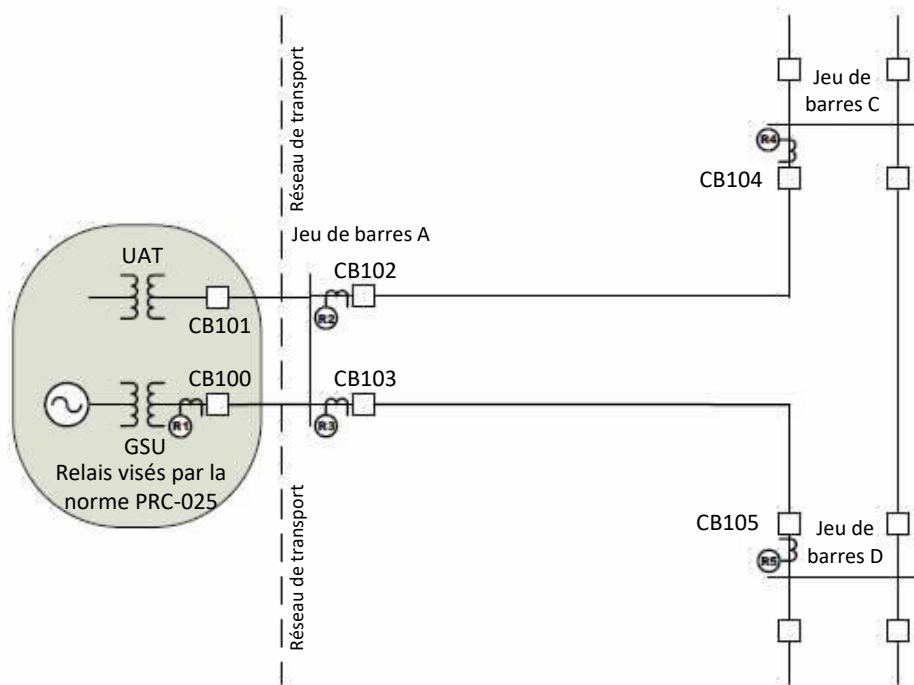 Réseau de transport
Jeu de
barres C
R4
CB104
Jeu de barres A
UAT
CB102
CB101
R2
CB100
CB103
R1
R3
GSU
Relais visés par la
norme PRC-025
Réseau de transport
CB105
Jeu de
barres D
R5